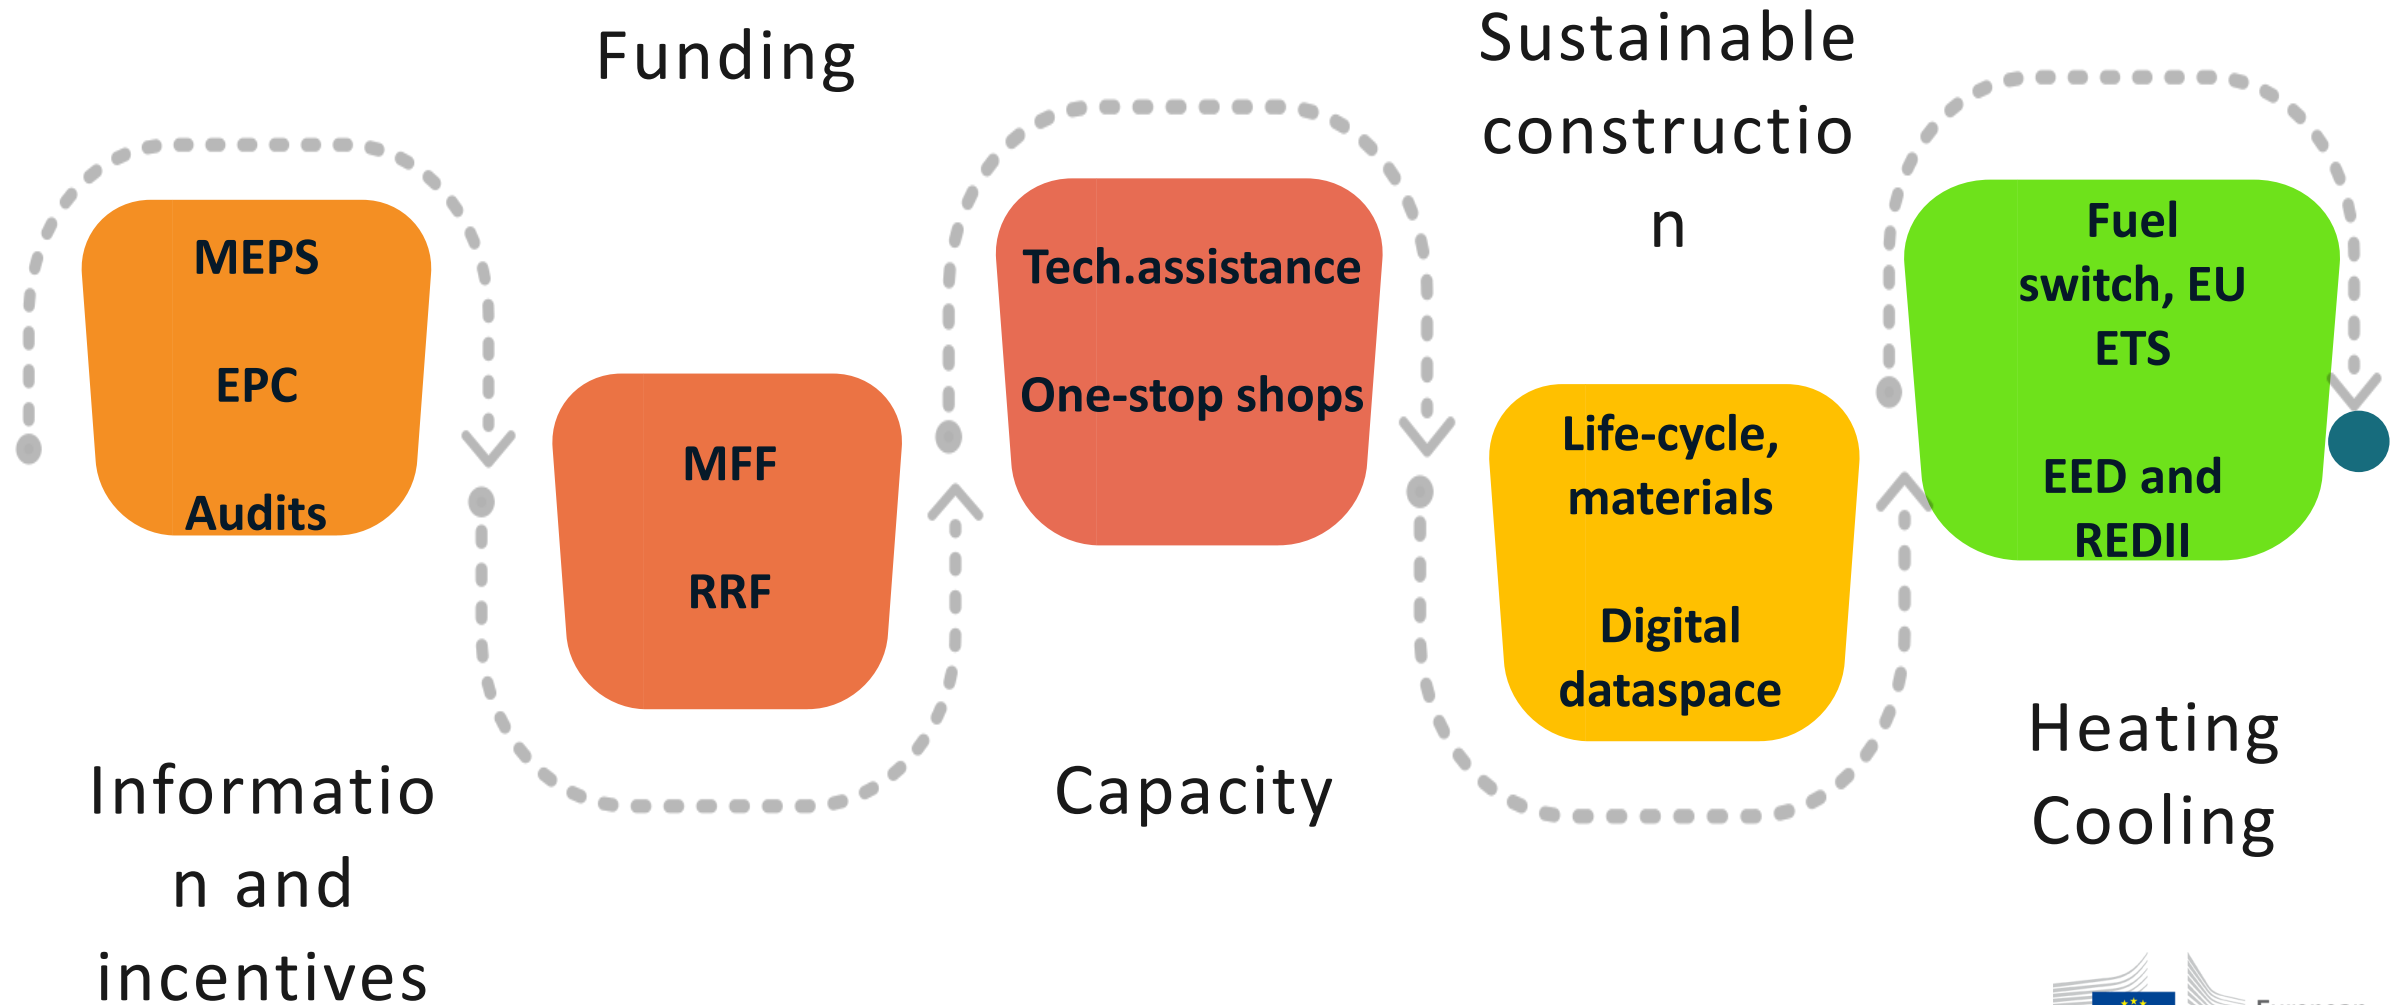 Funding
Sustainable
constructio
n
MEPS
EPC
Audits
MFF
RRF
Tech.assistance
One-stop shops
Life-cycle,
materials
Digital
dataspace
Fuel
switch, EU
ETS
EED and
REDII
Informatio
n and
incentives
Capacity
Heating
Cooling